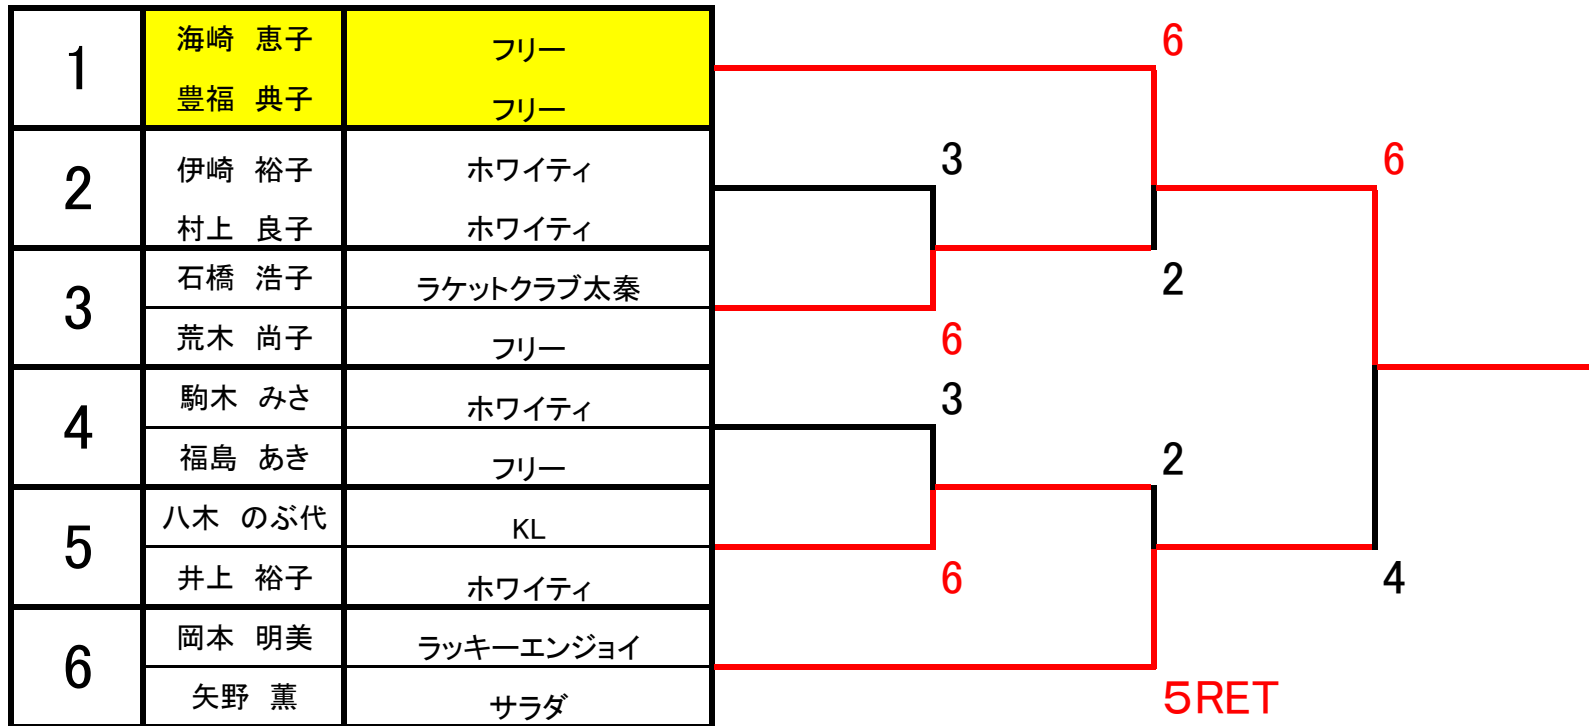 1
海崎 恵子 フリー
豊福 典子 フリー
2
伊崎 裕子 ホワイティ
村上 良子 ホワイティ
3
石橋 浩子 ラケットクラブ太秦
荒木 尚子 フリー
4
駒木 みさ ホワイティ
福島 あき フリー
5
八木 のぶ代 KL
井上 裕子 ホワイティ
6
岡本 明美 ラッキーエンジョイ
矢野 薫 サラダ
3
6
3
6
6
2
2
5RET
6
4